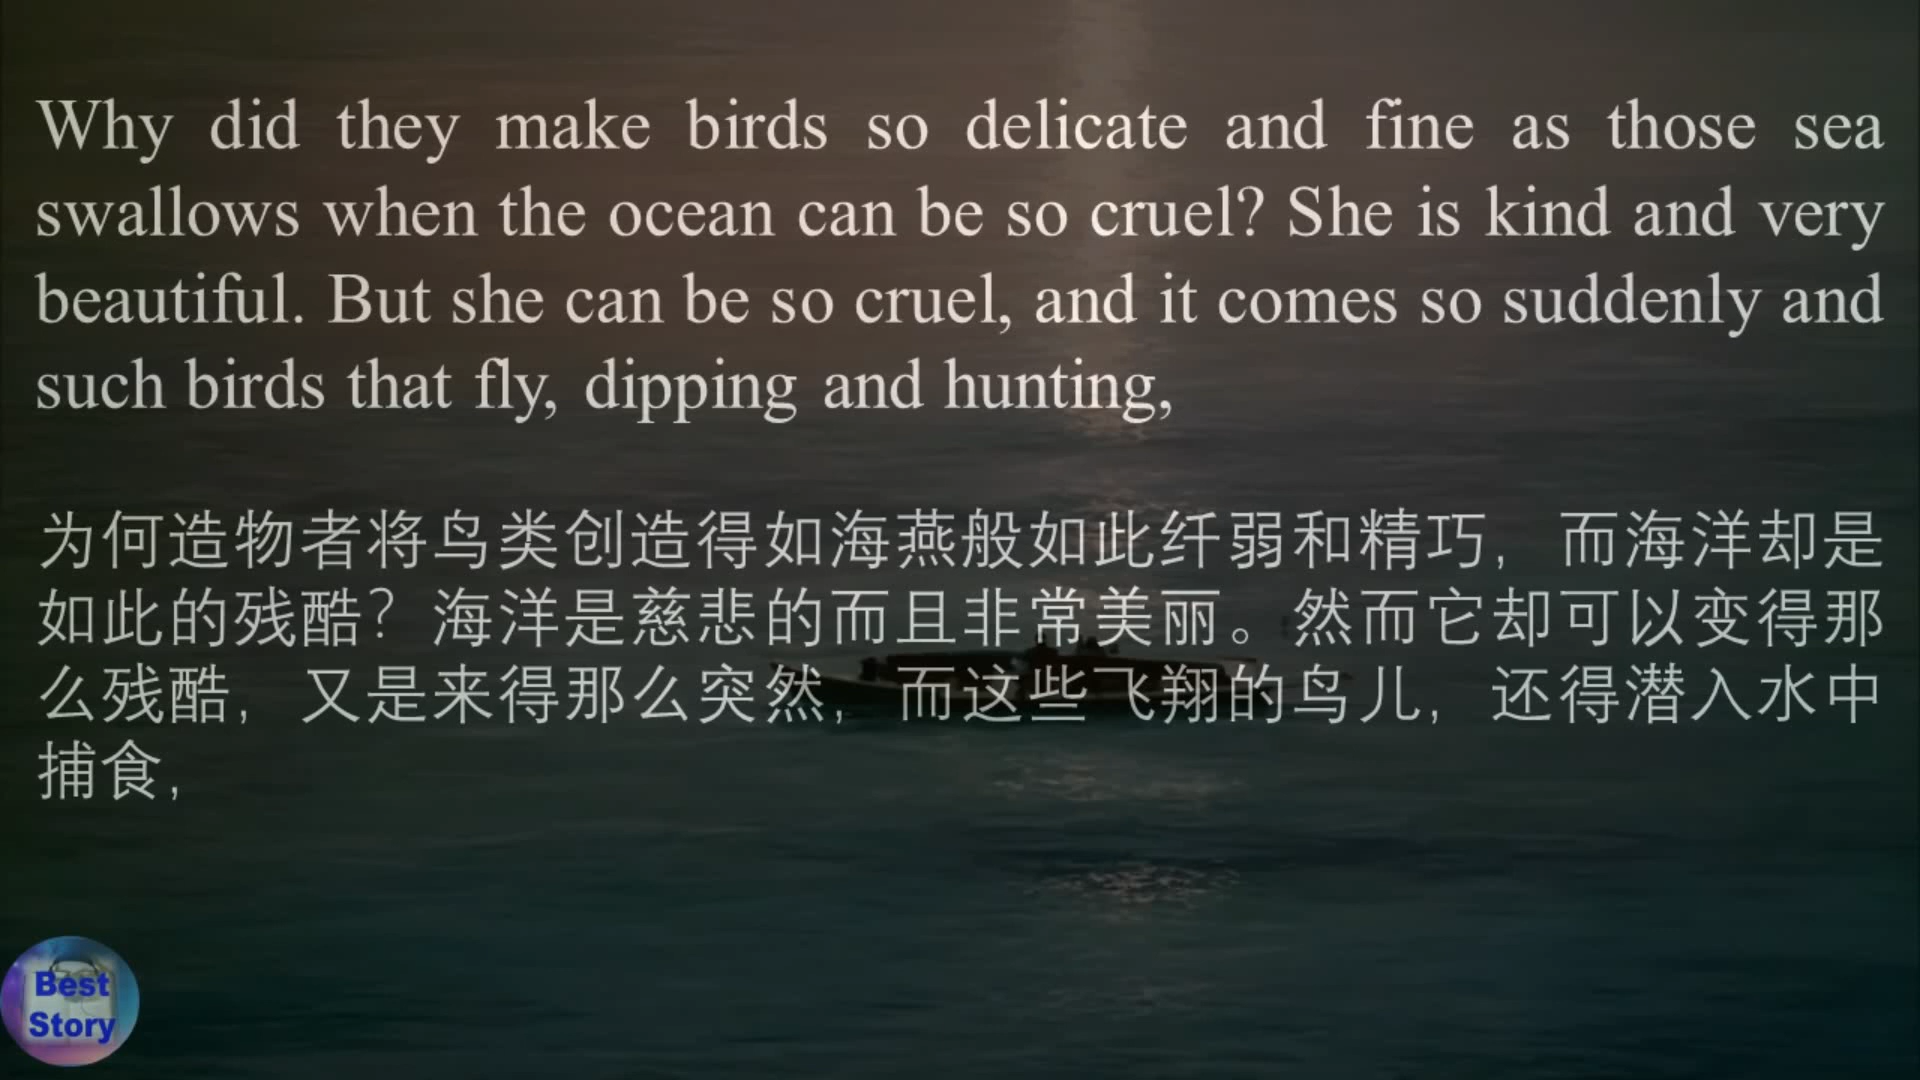 Why did they make birds so delicate and fine as those sea
swallows when the ocean can be so cruel? She is kind and very
beautiful. But she can be so cruel, and it comes so suddenly and
such birds that fly, dipping and hunting,
为何造物者将鸟类创造得如海燕般如此纤弱和精巧，而海洋却是
如此的残酷？海洋是慈悲的而且非常美丽。然而它却可以变得那
么残酷，又是来得那么突然，而这些飞翔的鸟儿，还得潜入水中
捕食，
Best
Story